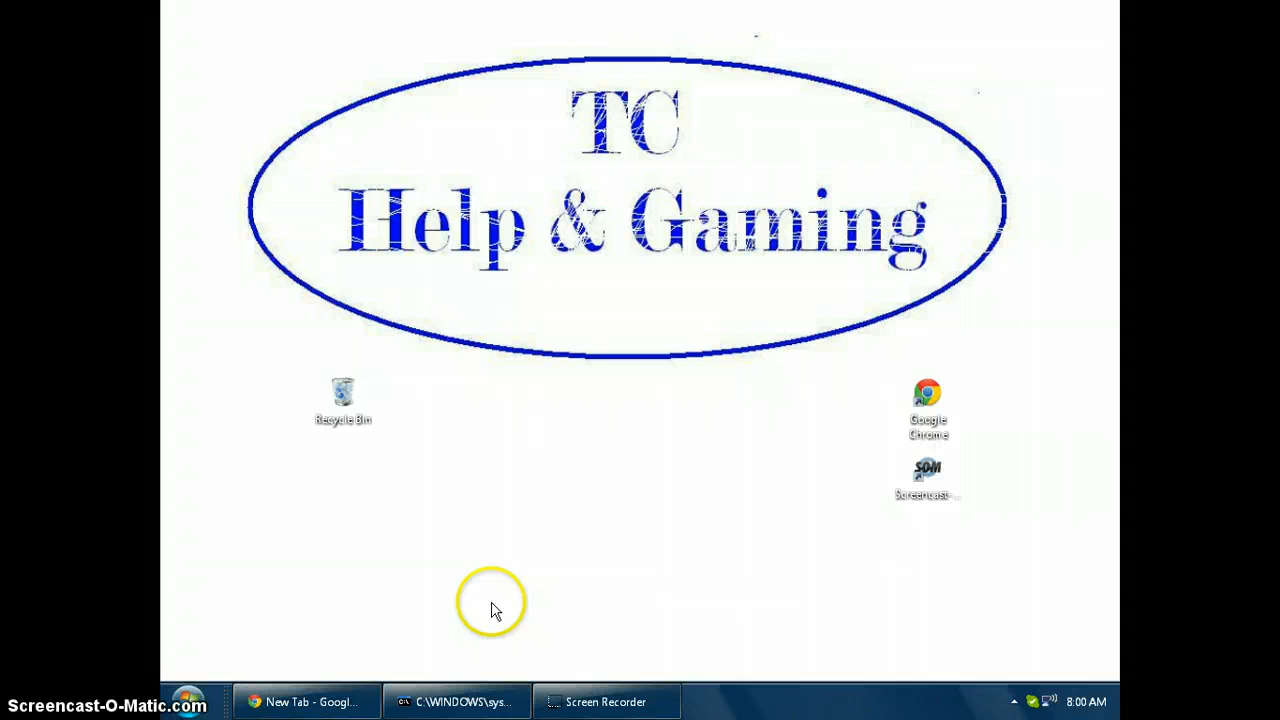 TC
Help & Gaming
Recycle Bin
Google
Chrome
Screencast-...
New Tab - Googl...
C:\WINDOWS\sys...
Screen Recorder
8:00 AM
SOM
Screencast-O-Matic.com